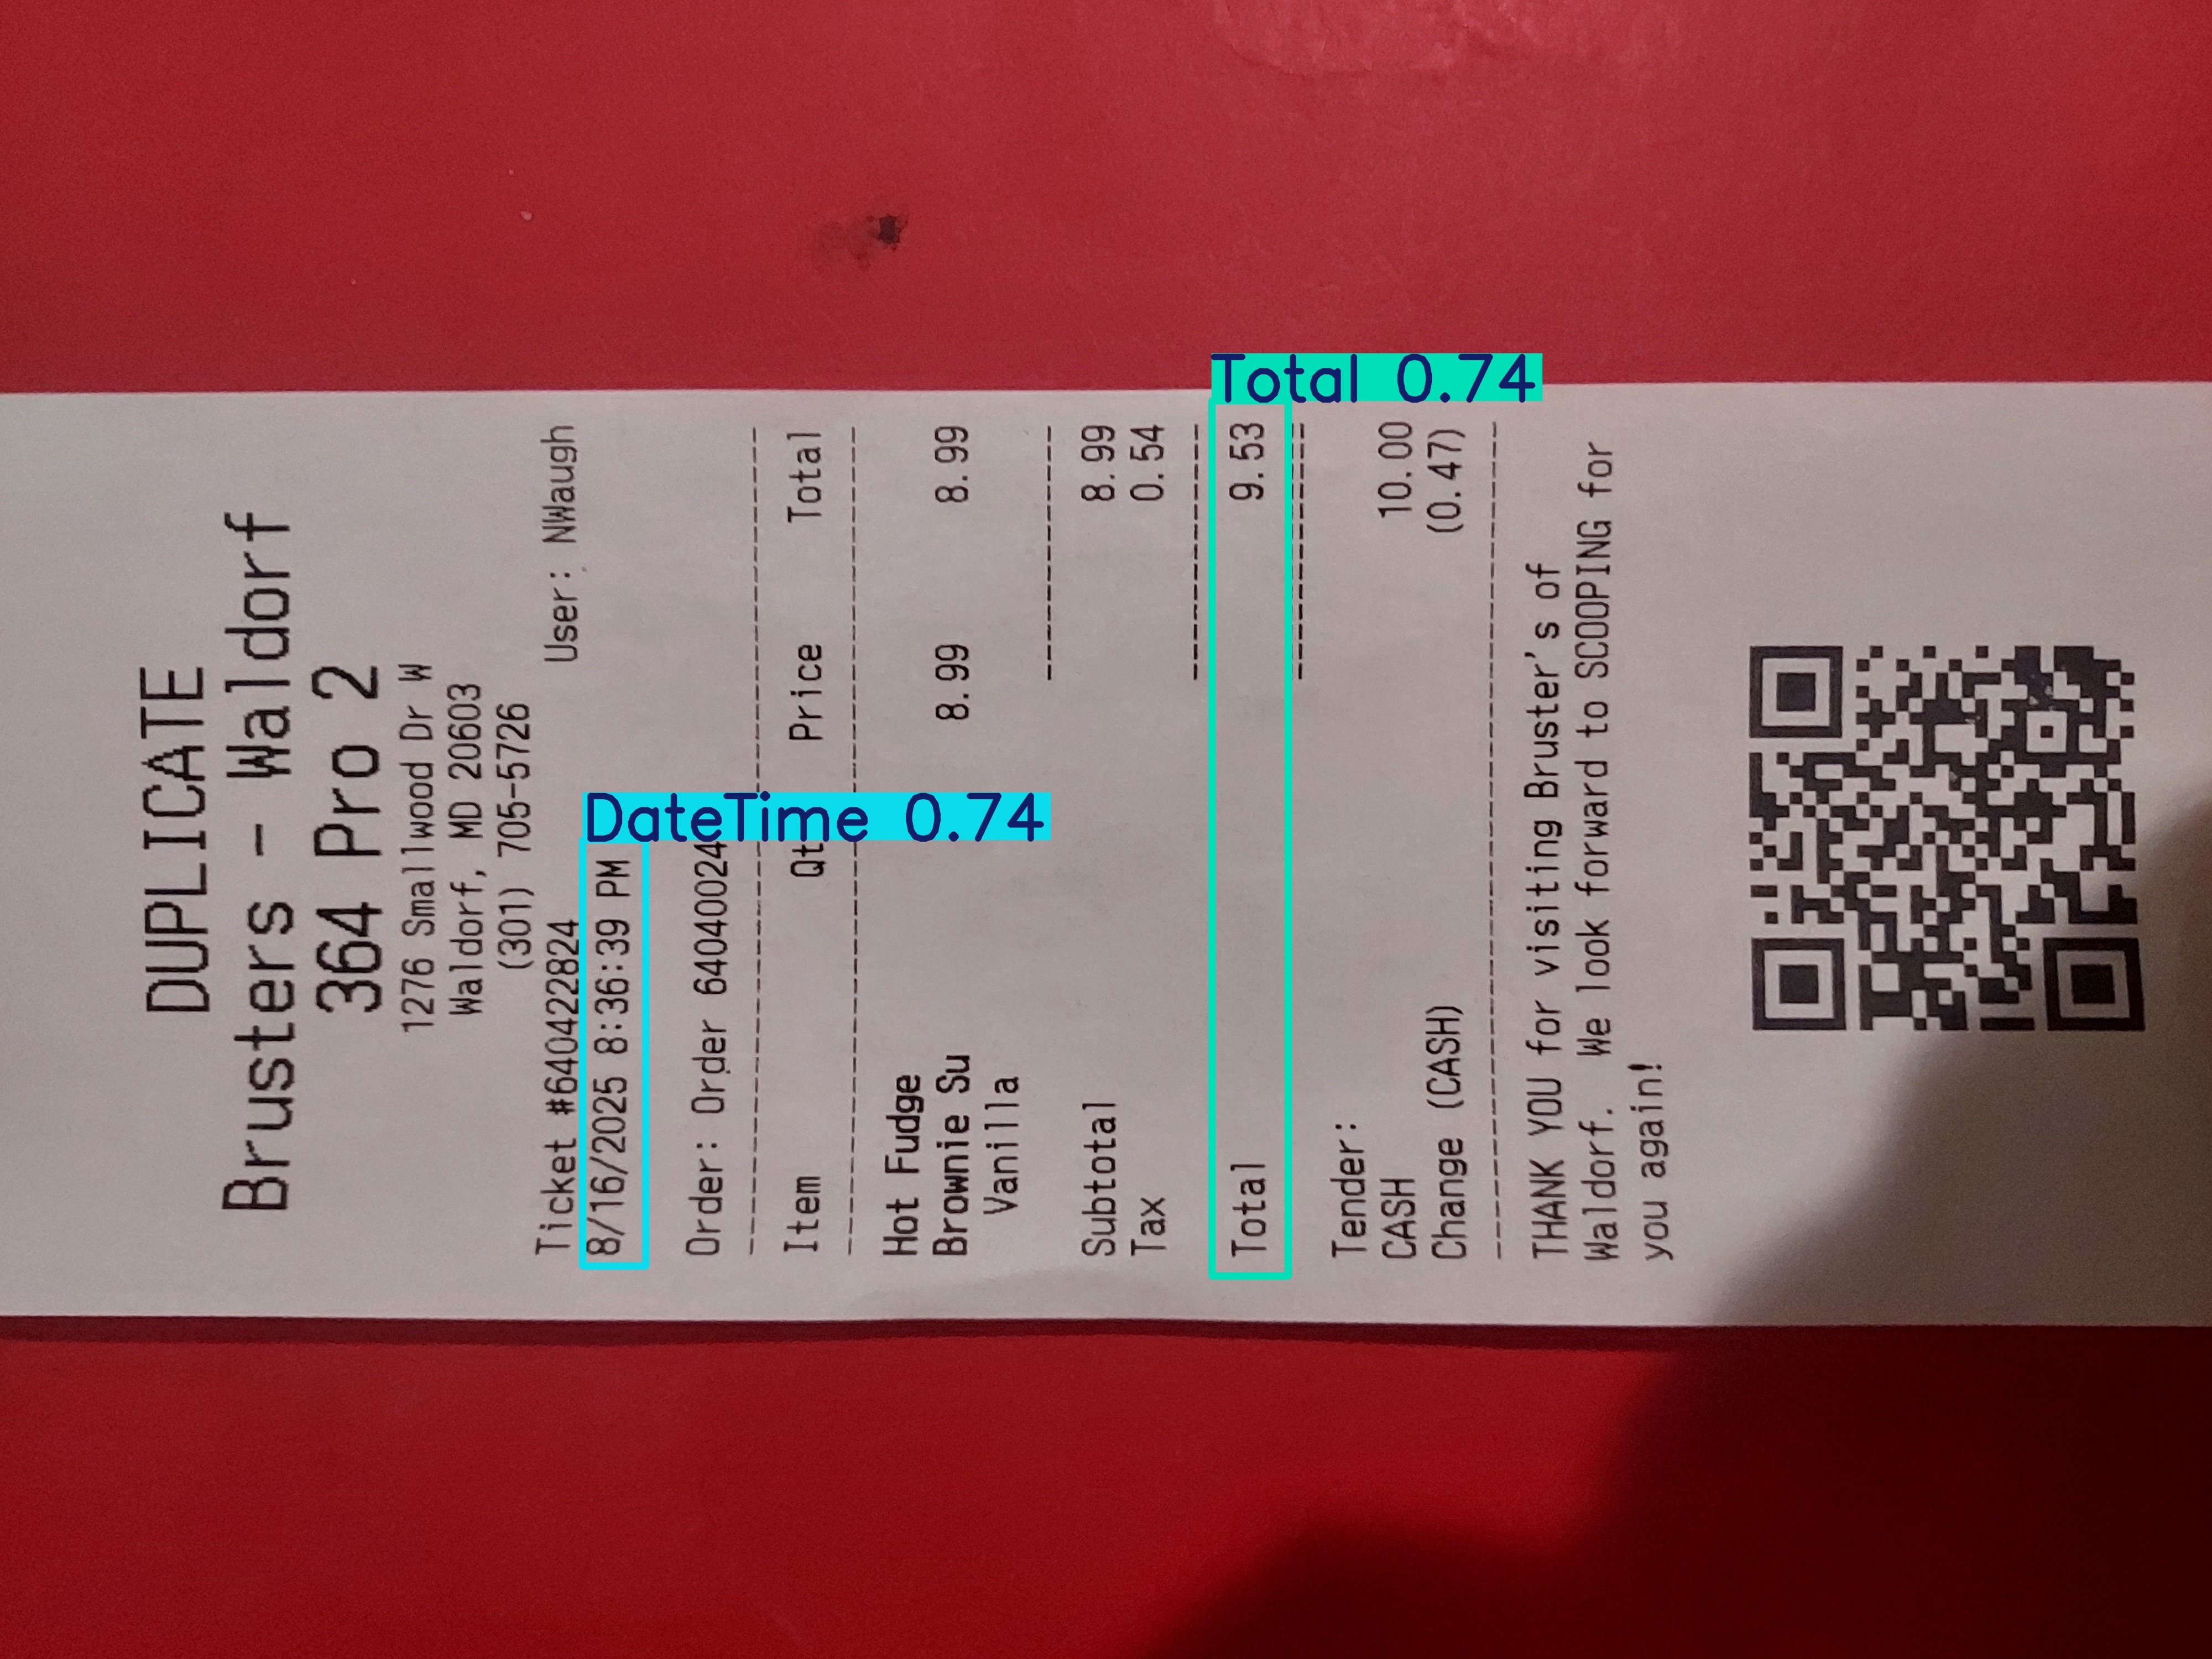 DUPLICATE
Brusters - Waldorf
364 Pro 2
1276 Smallwood Dr W
Waldorf, MD 20603
(301) 705-5726
Ticket #640422824 User: NWaugh
8/16/2025 8:36:39 PM
DateTime 0.74
Order: Order 64040024
Item Price Total
Hot Fudge
Brownie Su 8.99 8.99
Vanilla
Subtotal 8.99
Tax 0.54
Total 0.74
Total 9.53
Tender:
CASH 10.00
Change (CASH) (0.47)
THANK YOU for visiting Bruster's of
Waldorf. We look forward to SCOOPING for
you again!